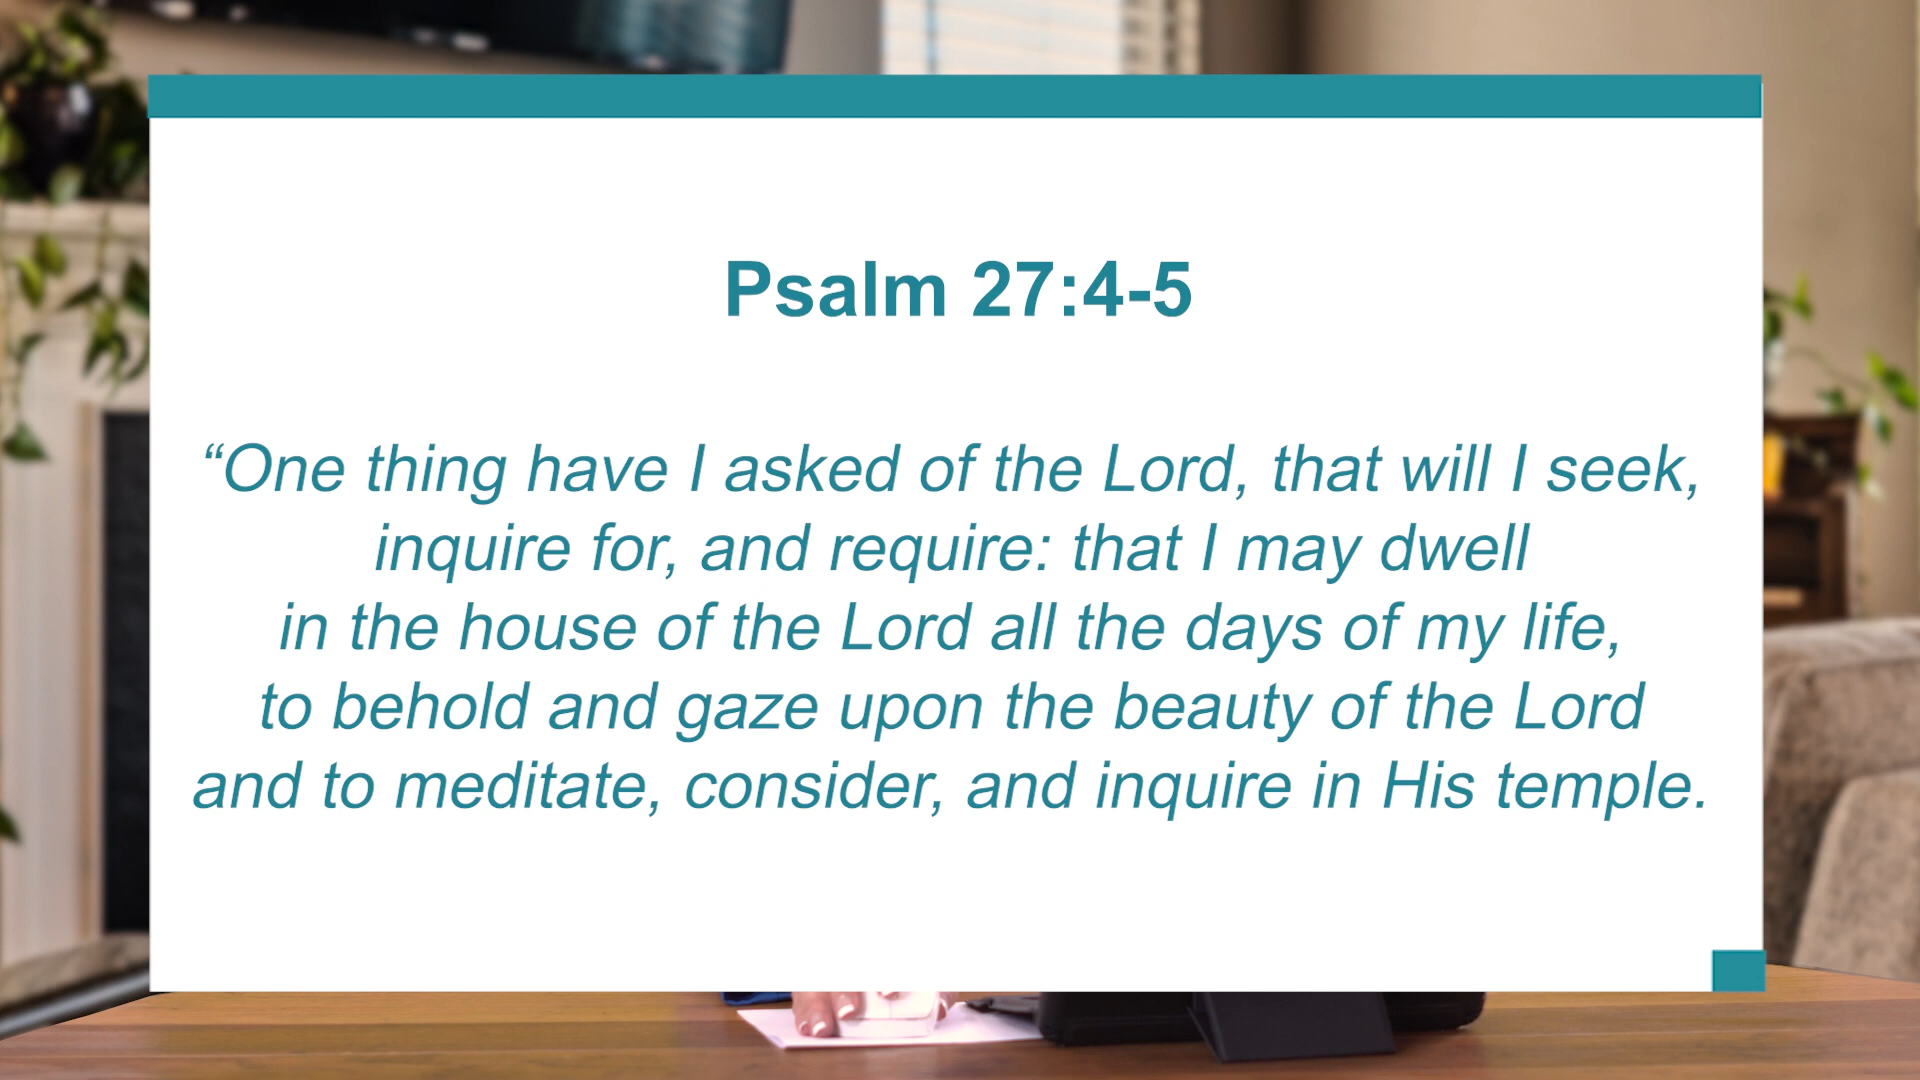 Psalm 27:4-5
“One thing have I asked of the Lord, that will I seek,
inquire for, and require: that I may dwell
in the house of the Lord all the days of my life,
to behold and gaze upon the beauty of the Lord
and to meditate, consider, and inquire in His temple.